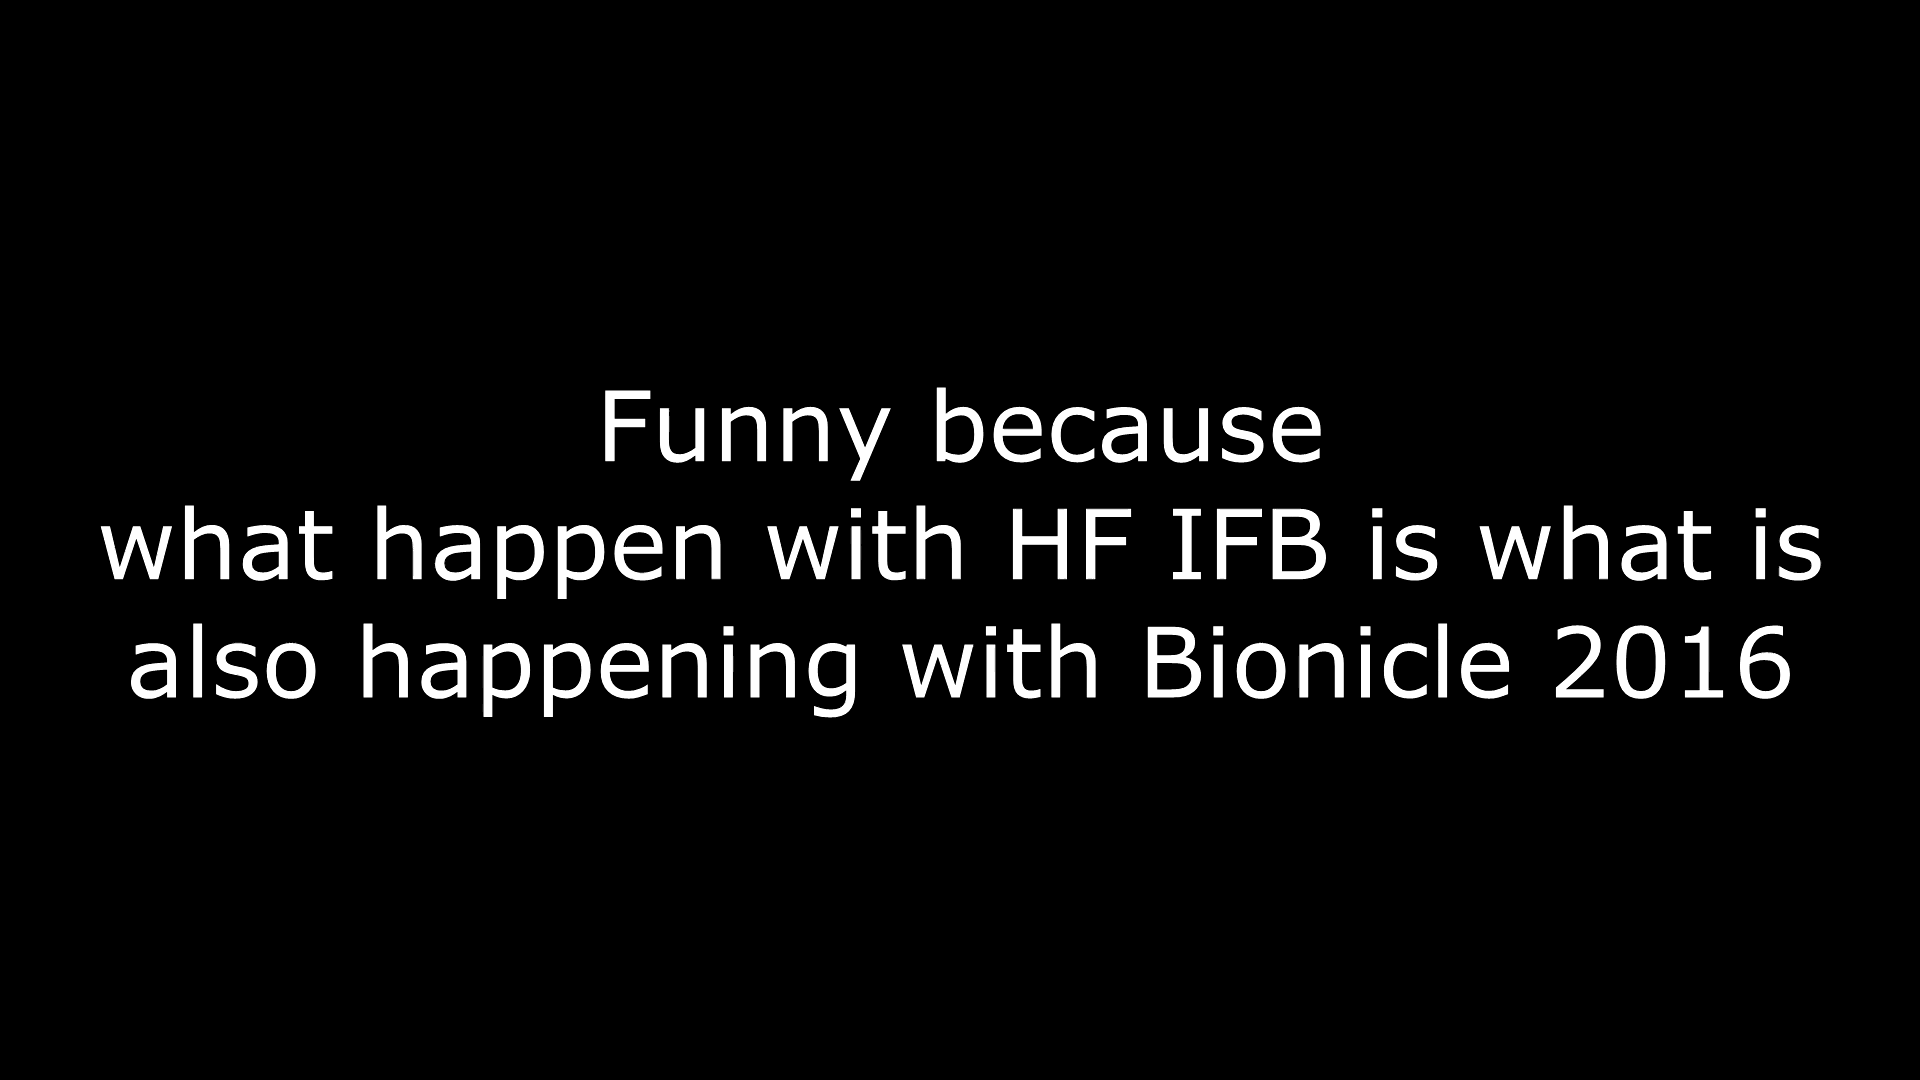 Funny because
what happen with HF IFB is what is
also happening with Bionicle 2016